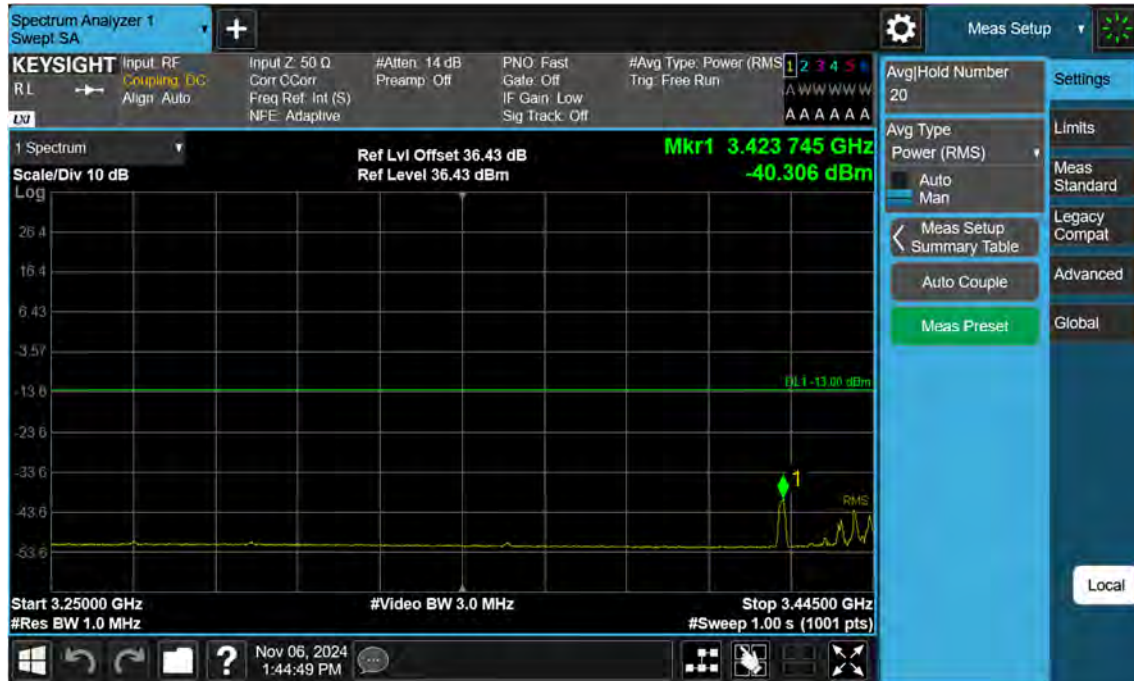 Spectrum Analyzer 1
Swept SA
+
Meas Setup
KEYSIGHT
RL
LXI
Input: RF
Coupling: DC
Align: Auto
Input Z: 50 Ω
Corr CCorr
Freq Ref: Int (S)
NFE: Adaptive
#Atten: 14 dB
Preamp: Off
PNO: Fast
Gate: Off
IF Gain: Low
Sig Track: Off
#Avg Type: Power (RMS
Trig: Free Run
1 2 3 4 5 6
A W W W W W
A A A A A A
1 Spectrum
Scale/Div 10 dB
Log
Ref Lvl Offset 36.43 dB
Ref Level 36.43 dBm
Mkr1 3.423 745 GHz
-40.306 dBm
26.4
16.4
6.43
-3.57
-13.6
-23.6
-33.6
-43.6
-53.6
DL1 -13.00 dBm
1
RMS
Start 3.25000 GHz
#Res BW 1.0 MHz
#Video BW 3.0 MHz
Stop 3.44500 GHz
#Sweep 1.00 s (1001 pts)
?
Nov 06, 2024
1:44:49 PM
Avg|Hold Number
20
Avg Type
Power (RMS)
Auto
Man
Meas Setup
Summary Table
Auto Couple
Meas Preset
Settings
Limits
Meas
Standard
Legacy
Compat
Advanced
Global
Local